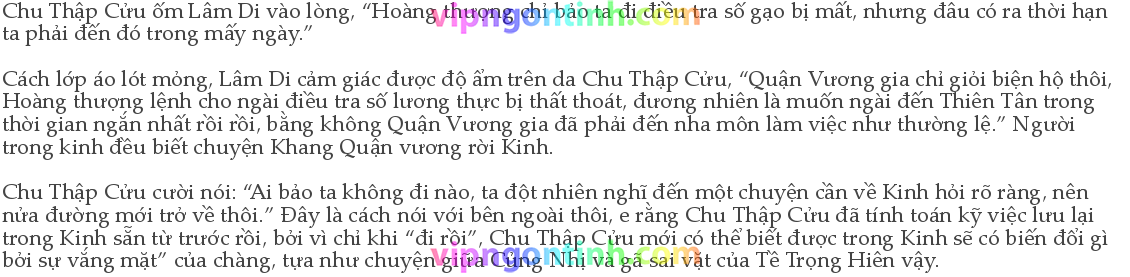 Chu Thập Cửu ốm Lâm Di vào lòng, “Hoàng thượng chỉ bảo ta đi điều tra số gạo bị mất, nhưng đâu có ra thời hạn
ta phải đến đó trong mấy ngày.”
vipngontinh.com
Cách lớp áo lót mỏng, Lâm Di cảm giác được độ ẩm trên da Chu Thập Cửu, “Quận Vương gia chỉ giỏi biện hộ thôi,
Hoàng thượng lệnh cho ngài điều tra số lương thực bị thất thoát, đương nhiên là muốn ngài đến Thiên Tân trong
thời gian ngắn nhất rồi rồi, bằng không Quận Vương gia đã phải đến nha môn làm việc như thường lệ.” Người
trong kinh đều biết chuyện Khang Quận vương rời Kinh.
Chu Thập Cửu cười nói: “Ai bảo ta không đi nào, ta đột nhiên nghĩ đến một chuyện cần về Kinh hỏi rõ ràng, nên
nửa đường mới trở về thôi.” Đây là cách nói với bên ngoài thôi, e rằng Chu Thập Cửu đã tính toán kỹ việc lưu lại
trong Kinh sẵn từ trước rồi, bởi vì chỉ khi “đi rồi”, Chu Thập Cửu mới có thể biết được trong Kinh sẽ có biến đổi gì
bởi sự vắng mặt” của chàng, tựa như chuyện giữa Củng Nhị và gã sai vặt của Tề Trọng Hiên vậy.
vipngontinh.com